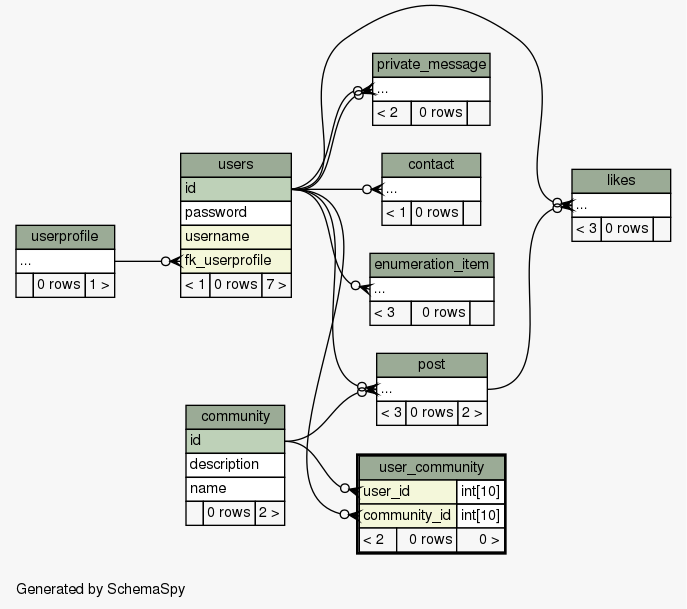 private_message
...
< 2 0 rows
users
id
password
username
fk_userprofile
< 1 0 rows 7 >
contact
...
< 1 0 rows
likes
...
< 3 0 rows
userprofile
...
0 rows 1 >
enumeration_item
...
< 3 0 rows
post
...
< 3 0 rows 2 >
community
id
description
name
0 rows 2 >
user_community
user_id int[10]
community_id int[10]
< 2 0 rows 0 >
Generated by SchemaSpy